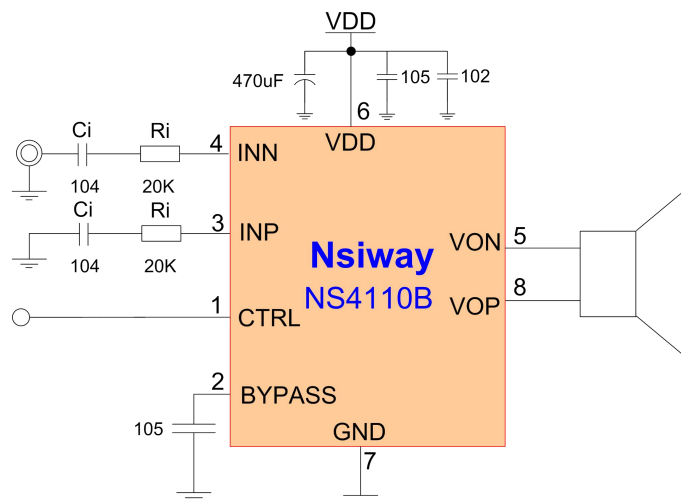 VDD
470uF
105
102
6
VDD
Ci
Ri
4
INN
104
20K
Ci
Ri
3
INP
104
20K
Nsiway
NS4110B
VON
5
VOP
8
1
CTRL
2
BYPASS
105
GND
7